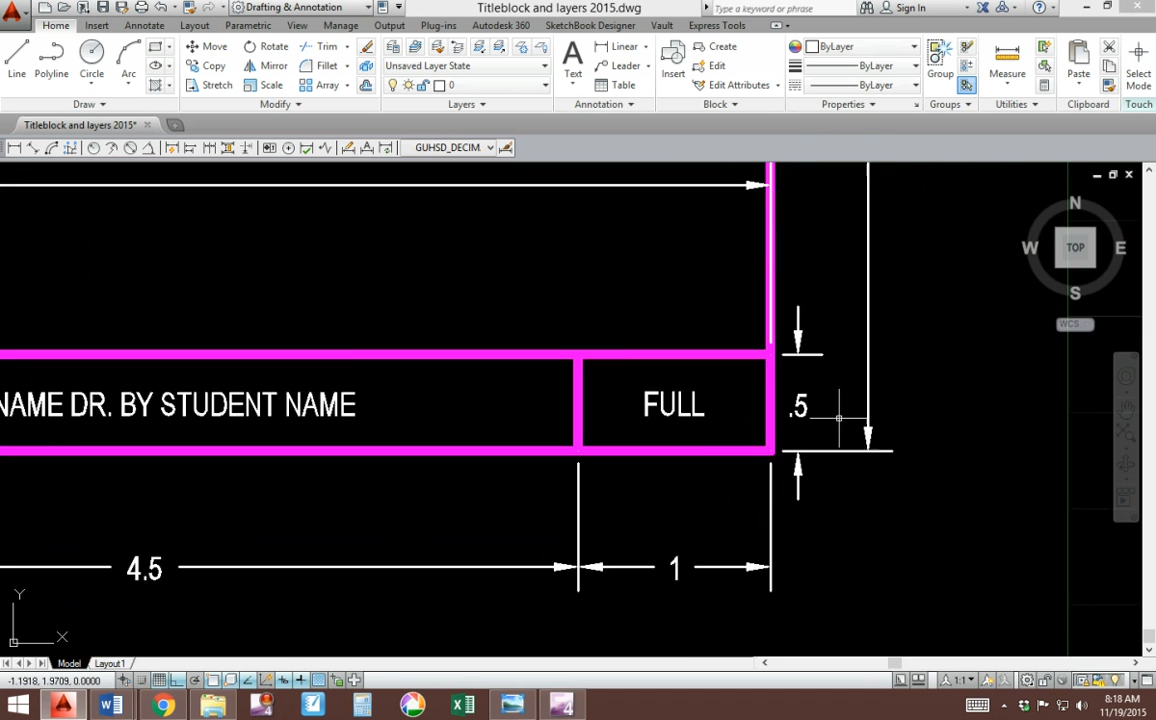 Drafting & Annotation
Titleblock and layers 2015.dwg
Type a keyword or phrase
Sign In
Home Insert Annotate Layout Parametric View Manage Output Plug-ins Autodesk 360 SketchBook Designer Vault Express Tools
Line Polyline Circle Arc
Move Rotate Trim
Copy Mirror Fillet
Stretch Scale Array
Unsaved Layer State
0
Text
Linear
Leader
Table
Insert
Create
Edit
Edit Attributes
ByLayer
ByLayer
ByLayer
Group
Measure
Paste
Select
Mode
Draw Modify Layers Annotation Block Properties Groups Utilities Clipboard Touch
Titleblock and layers 2015*
GUHSD_DECIM
N
W TOP E
S
WCS
NAME DR. BY STUDENT NAME
FULL
.5
4.5
1
Y
X
Model Layout1
-1.1918, 1.9709, 0.0000
1:1
8:18 AM
11/19/2015